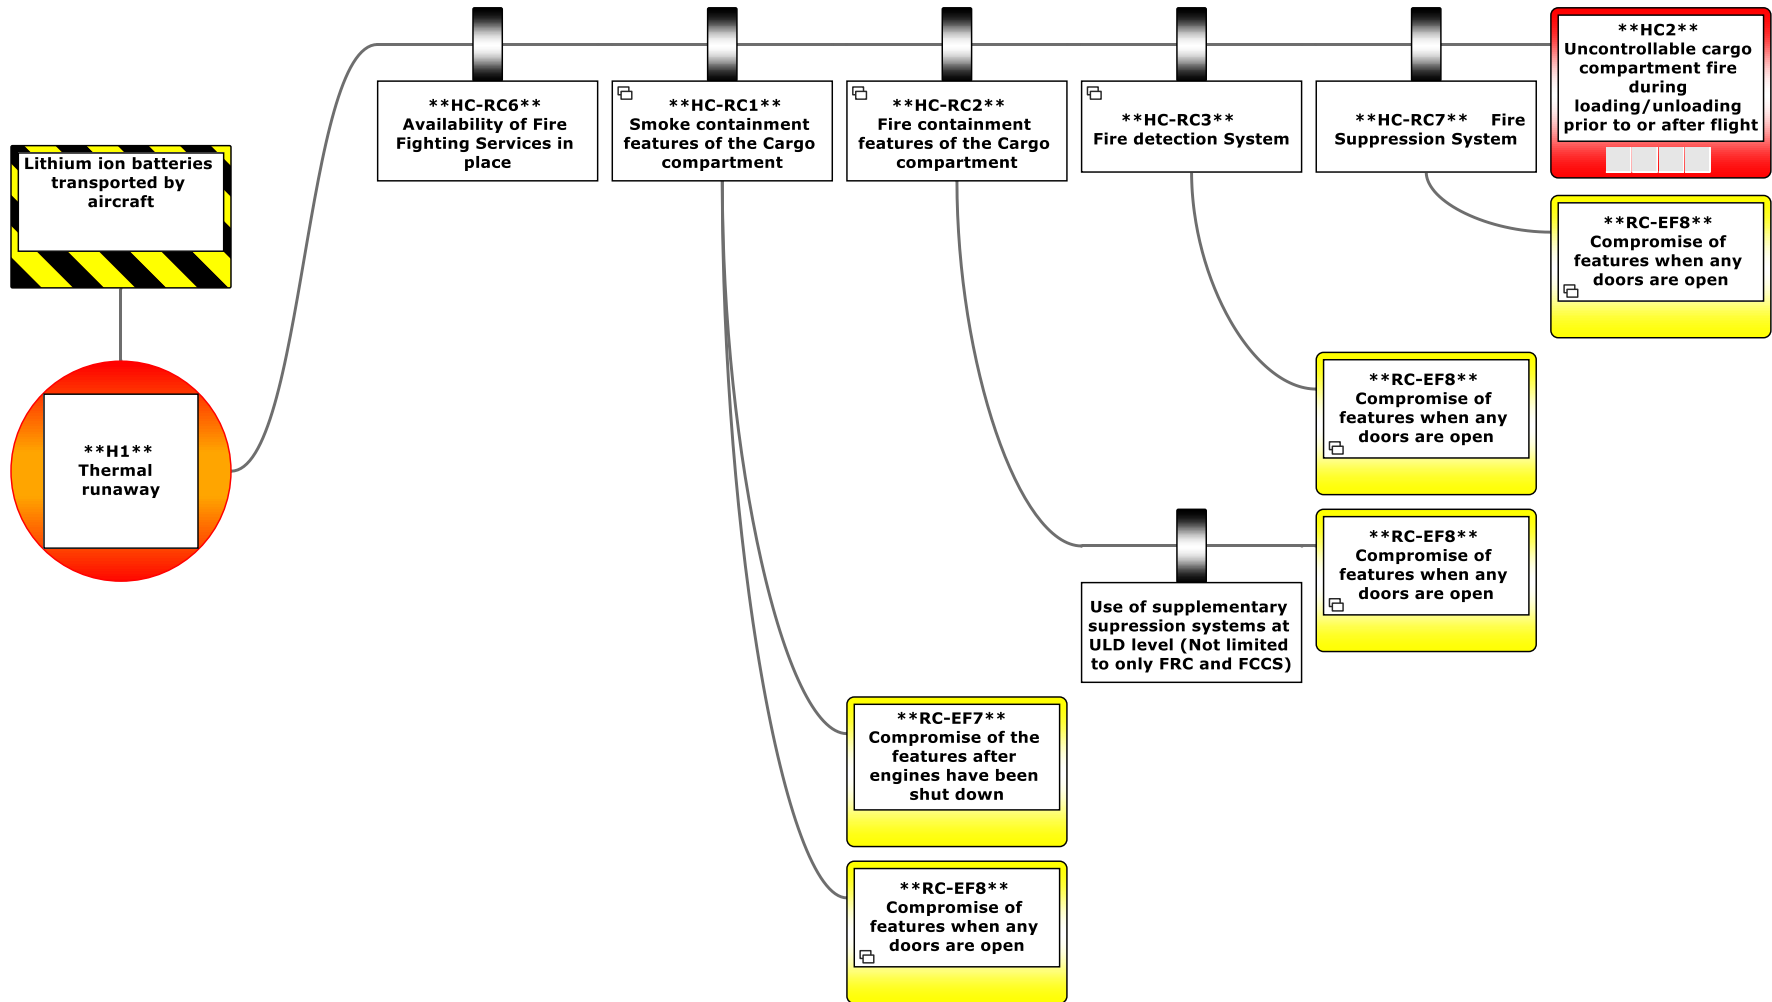 Lithium ion batteries
transported by
aircraft
**H1**
Thermal
runaway
**HC-RC6**
Availability of Fire
Fighting Services in
place
**HC-RC1**
Smoke containment
features of the Cargo
compartment
**HC-RC2**
Fire containment
features of the Cargo
compartment
**HC-RC3**
Fire detection System
**HC-RC7** Fire
Suppression System
**HC2**
Uncontrollable cargo
compartment fire
during
loading/unloading
prior to or after flight
**RC-EF8**
Compromise of
features when any
doors are open
**RC-EF8**
Compromise of
features when any
doors are open
**RC-EF8**
Compromise of
features when any
doors are open
Use of supplementary
supression systems at
ULD level (Not limited
to only FRC and FCCS)
**RC-EF7**
Compromise of the
features after
engines have been
shut down
**RC-EF8**
Compromise of
features when any
doors are open